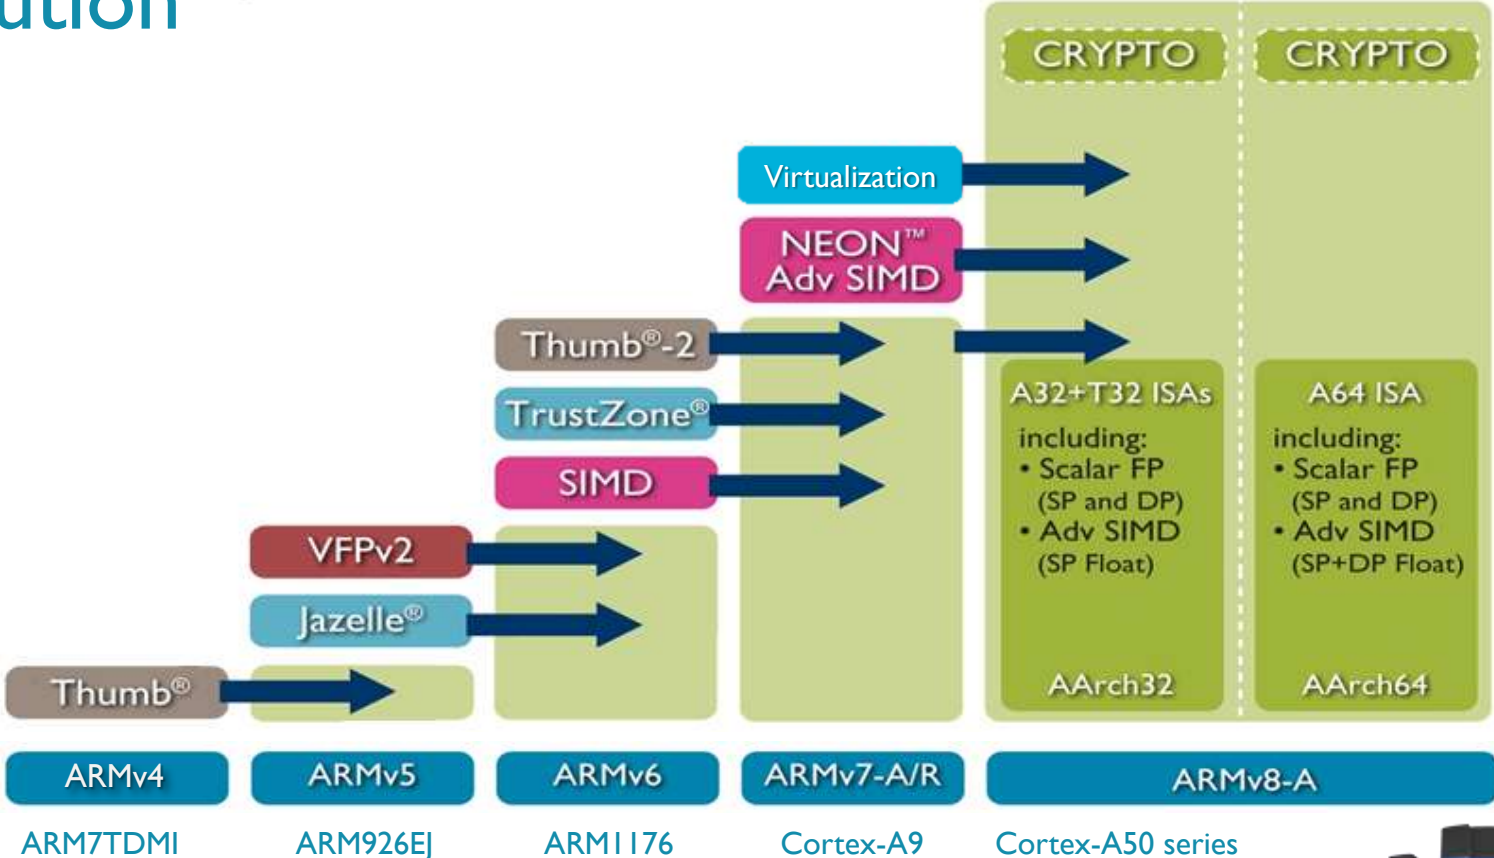 CRYPTO
CRYPTO
Virtualization
NEON™
Adv SIMD
Thumb®-2
TrustZone®
SIMD
VFPv2
Jazelle®
Thumb®
A32+T32 ISAs
including:
• Scalar FP
(SP and DP)
• Adv SIMD
(SP Float)
AArch32
A64 ISA
including:
• Scalar FP
(SP and DP)
• Adv SIMD
(SP+DP Float)
AArch64
ARMv4
ARMv5
ARMv6
ARMv7-A/R
ARMv8-A
ARM7TDMI
ARM926EJ
ARM1176
Cortex-A9
Cortex-A50 series